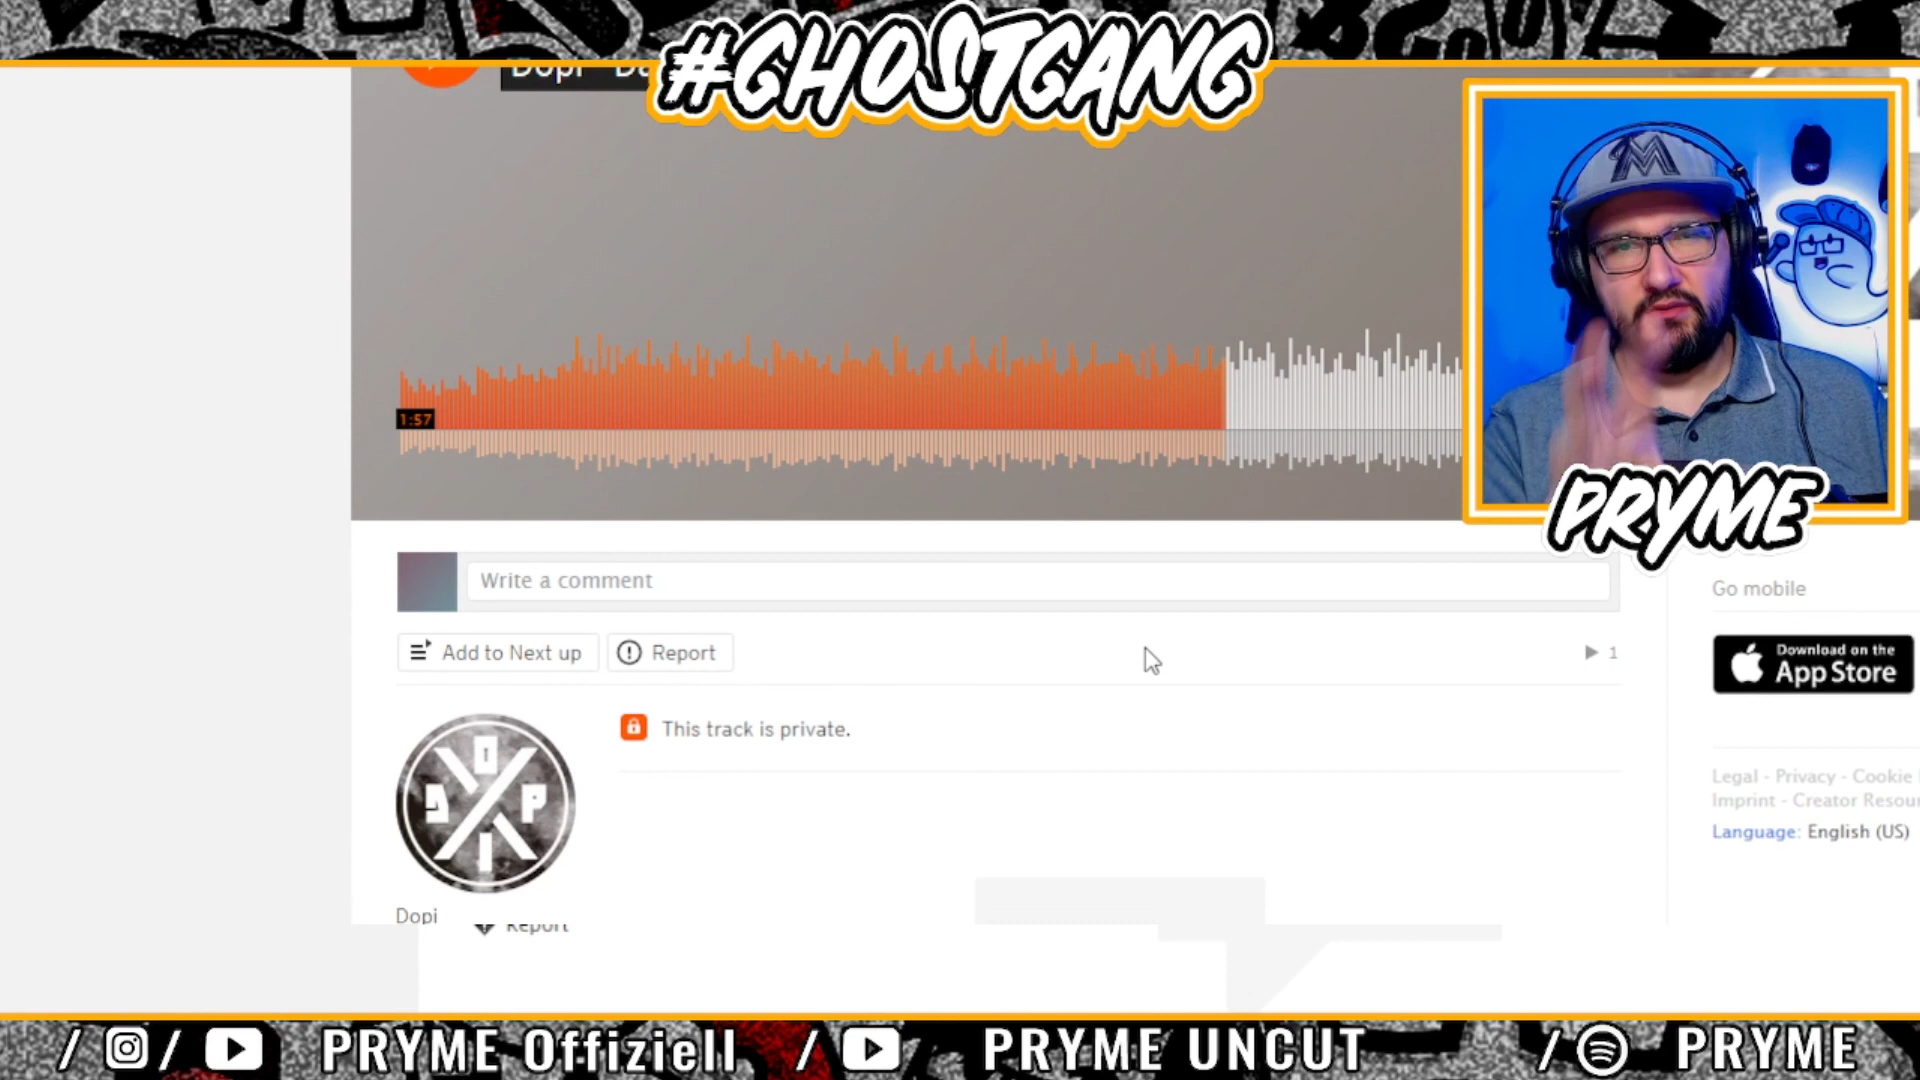 #GHOSTGANG
Dopi
1:57
PRYME
Write a comment
Go mobile
Add to Next up
Report
1
Download on the
App Store
This track is private.
Legal - Privacy - Cookie
Imprint - Creator Resou
Language: English (US)
Dopi
Report
/ / PRYME Offiziell / PRYME UNCUT / PRYME